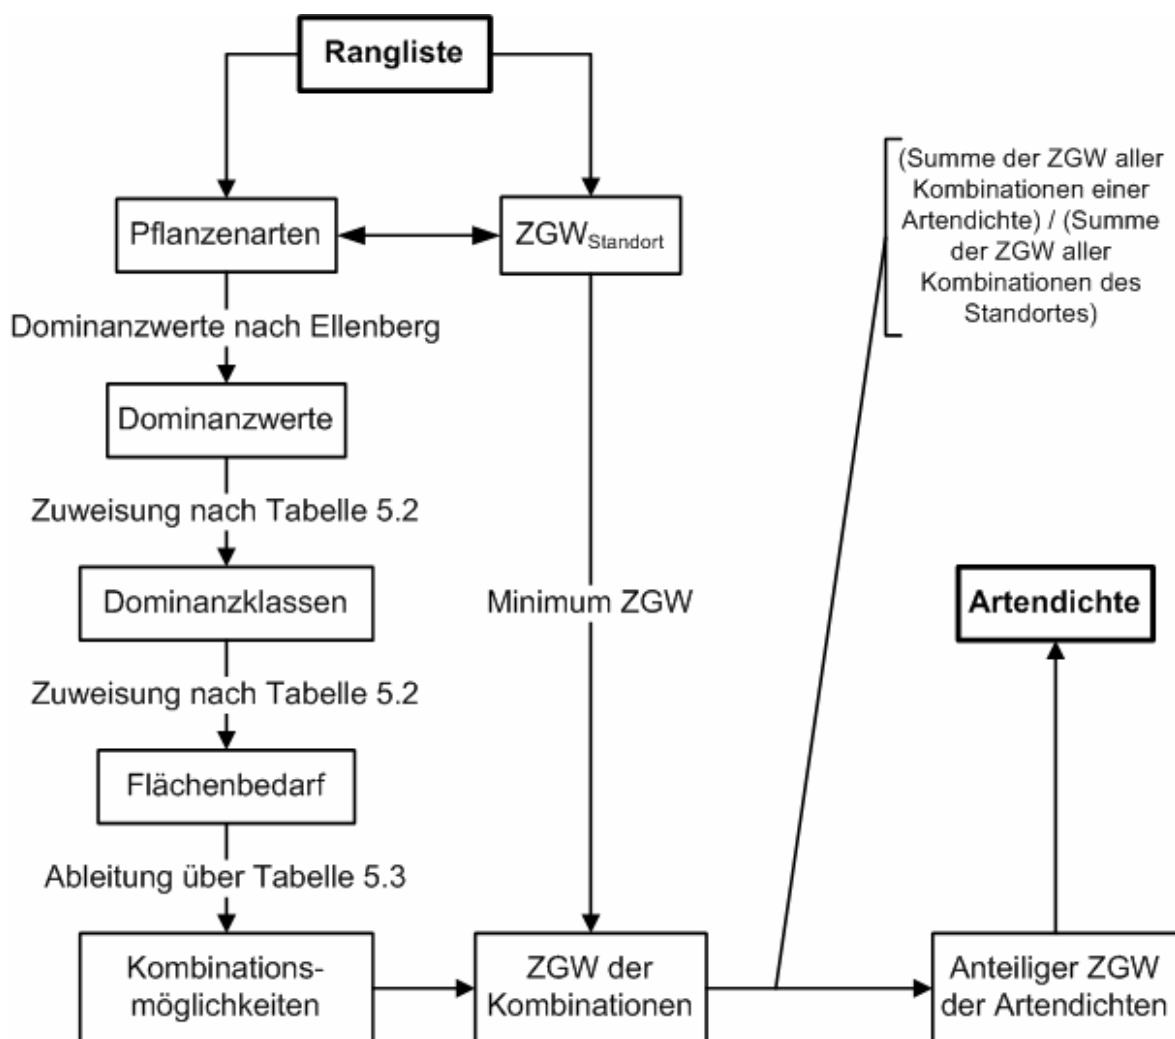 Rangliste
Pflanzenarten
ZGWStandort
(Summe der ZGW aller
Kombinationen einer
Artendichte) / (Summe
der ZGW aller
Kombinationen des
Standortes)
Dominanzwerte nach Ellenberg
Dominanzwerte
Zuweisung nach Tabelle 5.2
Dominanzklassen
Minimum ZGW
Artendichte
Zuweisung nach Tabelle 5.2
Flächenbedarf
Ableitung über Tabelle 5.3
Kombinations-
möglichkeiten
ZGW der
Kombinationen
Anteiliger ZGW
der Artendichten